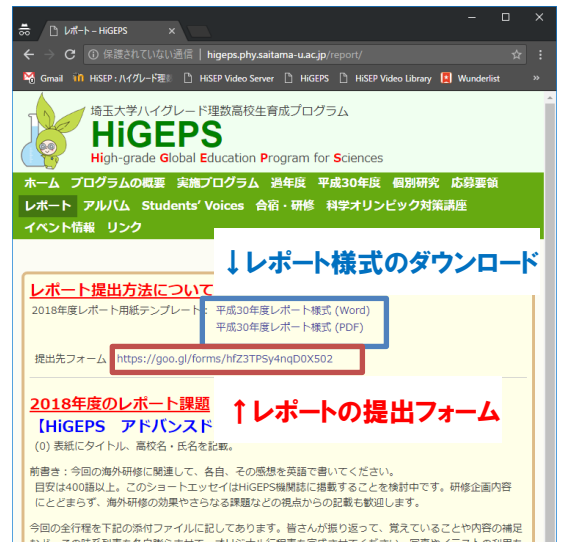 レポート – HiGEPS
保護されていない通信 | higeps.phy.saitama-u.ac.jp/report/
Gmail HiSEP : ハイグレード理 HiSEP Video Server HiGEPS HiSEP Video Library Wunderlist »
埼玉大学ハイグレード理数高校生育成プログラム
HiGEPS
High-grade Global Education Program for Sciences
ホーム プログラムの概要 実施プログラム 過年度 平成30年度 個別研究 応募要領
レポート アルバム Students' Voices 合宿・研修 科学オリンピック対策講座
イベント情報 リンク
↓レポート様式のダウンロード
レポート提出方法について
2018年度レポート用紙テンプレート: 平成30年度レポート様式 (Word)
平成30年度レポート様式 (PDF)
提出先フォーム https://goo.gl/forms/hfZ3TPSy4nqD0X502
2018年度のレポート課題
↑レポートの提出フォーム
【HiGEPS アドバンスド
(0) 表紙にタイトル、高校名・氏名を記載。
前書き:今回の海外研修に関連して、各自、その感想を英語で書いてください。
目安は400語以上。このショートエッセイはHiGEPS機関誌に掲載することを検討中です。研修企画内容
にとどまらず、海外研修の効果やさらなる課題などの視点からの記載も歓迎します。
今回の全行程を下記の添付ファイルに記してあります。皆さんが振り返って、覚えていることや内容の補足